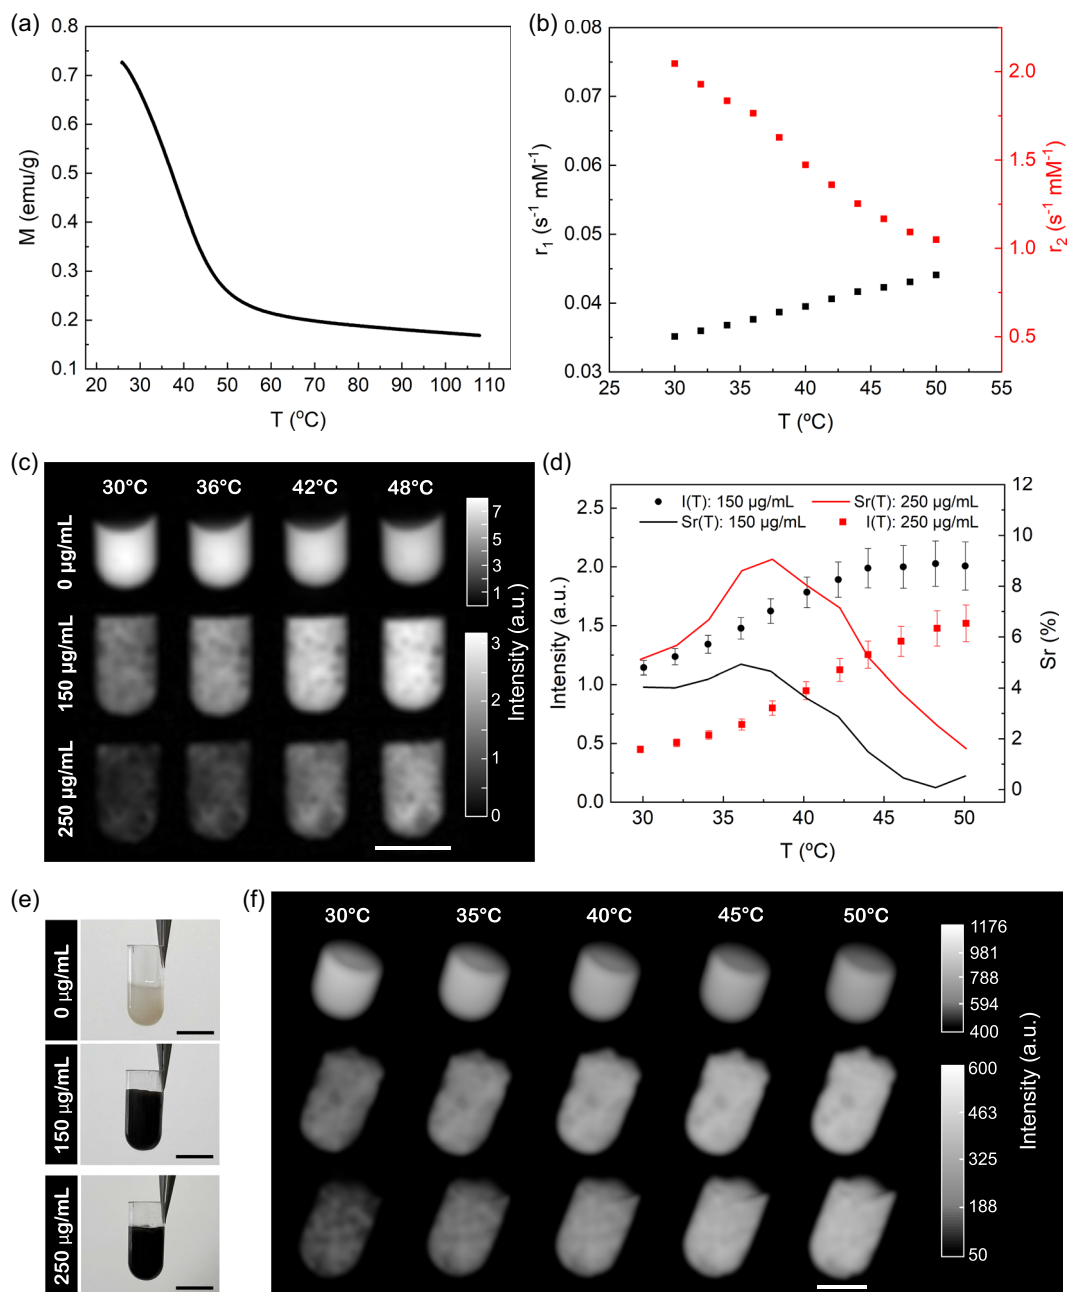 (a)
0.8
0.7
0.6
0.5
0.4
0.3
0.2
0.1
M (emu/g)
20 30 40 50 60 70 80 90 100 110
T (ºC)
(b)
0.08
0.07
0.06
0.05
0.04
0.03
r1 (s-1 mM-1)
2.0
1.5
1.0
0.5
r2 (s-1 mM-1)
25 30 35 40 45 50 55
T (ºC)
(c)
30°C 36°C 42°C 48°C
0 µg/mL
150 µg/mL
250 µg/mL
7
5
3
1
3
2
1
0
Intensity (a.u.)
(d)
I(T): 150 µg/mL Sr(T): 250 µg/mL
Sr(T): 150 µg/mL I(T): 250 µg/mL
2.5
2.0
1.5
1.0
0.5
0.0
Intensity (a.u.)
12
10
8
6
4
2
0
Sr (%)
30 35 40 45 50
T (ºC)
(e)
0 µg/mL
150 µg/mL
250 µg/mL
(f)
30°C 35°C 40°C 45°C 50°C
1176
981
788
594
400
600
463
325
188
50
Intensity (a.u.)